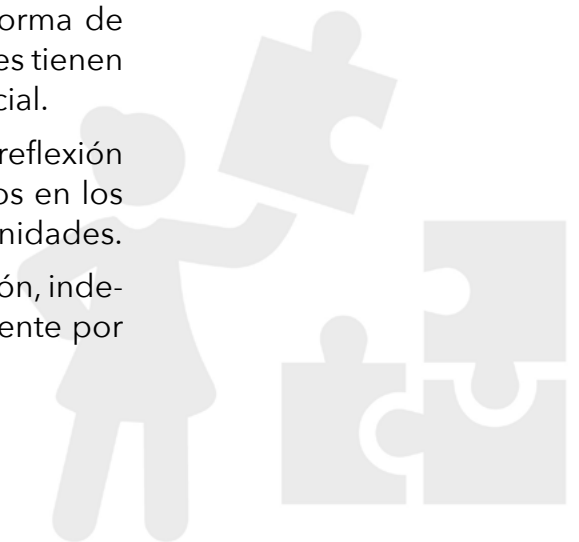 orma de
es tienen
cial.
reflexión
os en los
nidades.
ón, inde-
ente por